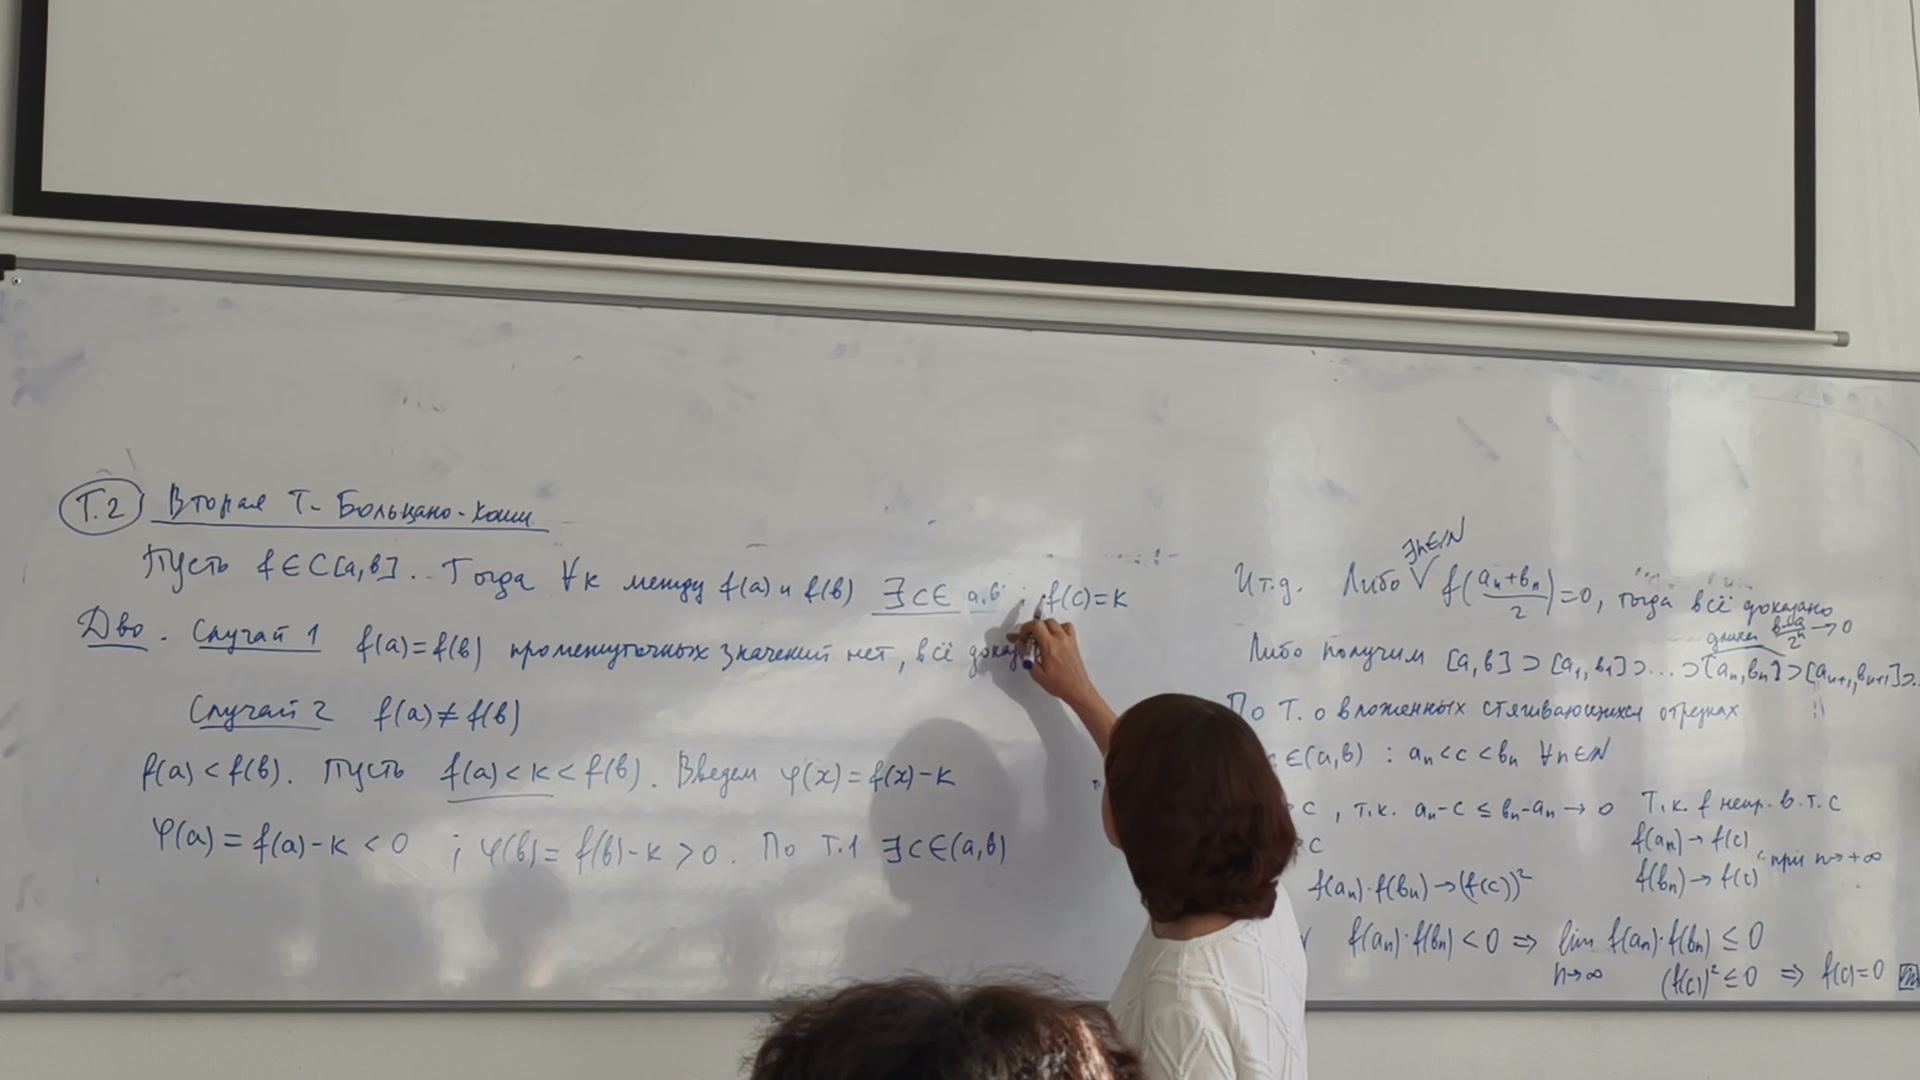 Т.2 Вторая Т- Больцано-Коши
Пусть f∈C[a,b]. Тогда ∀k между f(a) и f(b) ∃c∈ a,b : f(c)=k
Дво. Случай 1 f(a)=f(b) промежуточных значений нет, всё
Случай 2 f(a)≠f(b)
f(a)<f(b). Пусть f(a)<k<f(b). Введем φ(x)=f(x)-k
φ(a)=f(a)-k<0 ; φ(b)=f(b)-k>0. По Т.1 ∃c∈(a,b)
∃n∈N
И т.д. Либо ∨ f((aₙ+bₙ)/2)=0, тогда всё доказано
длина (b-a)/2ⁿ→0
Либо получим [a,b]⊃[a₁,b₁]⊃...⊃[aₙ,bₙ]⊃[aₙ₊₁,bₙ₊₁]⊃..
По Т. о вложенных стягивающихся отрезках
c∈(a,b) : aₙ<c<bₙ ∀n∈N
c, т.к. aₙ-c≤bₙ-aₙ→0 Т.к. f непр. в т. c
c f(aₙ)→f(c)
при n→+∞
f(aₙ)·f(bₙ)→(f(c))² f(bₙ)→f(c)
f(aₙ)·f(bₙ)<0 ⇒ lim f(aₙ)·f(bₙ)≤0
n→∞ (f(c))²≤0 ⇒ f(c)=0